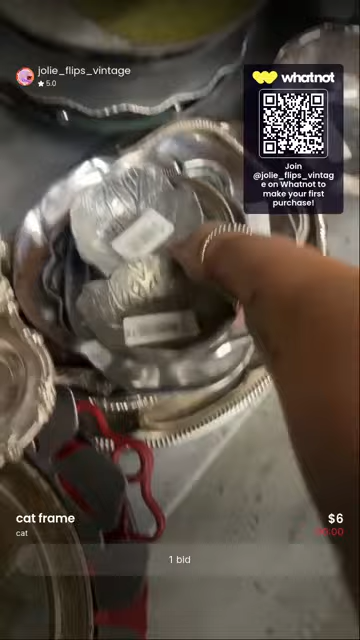 jolie_flips_vintage
5.0
whatnot
Join
@jolie_flips_vintag
e on Whatnot to
make your first
purchase!
cat frame
$6
cat
1 bid